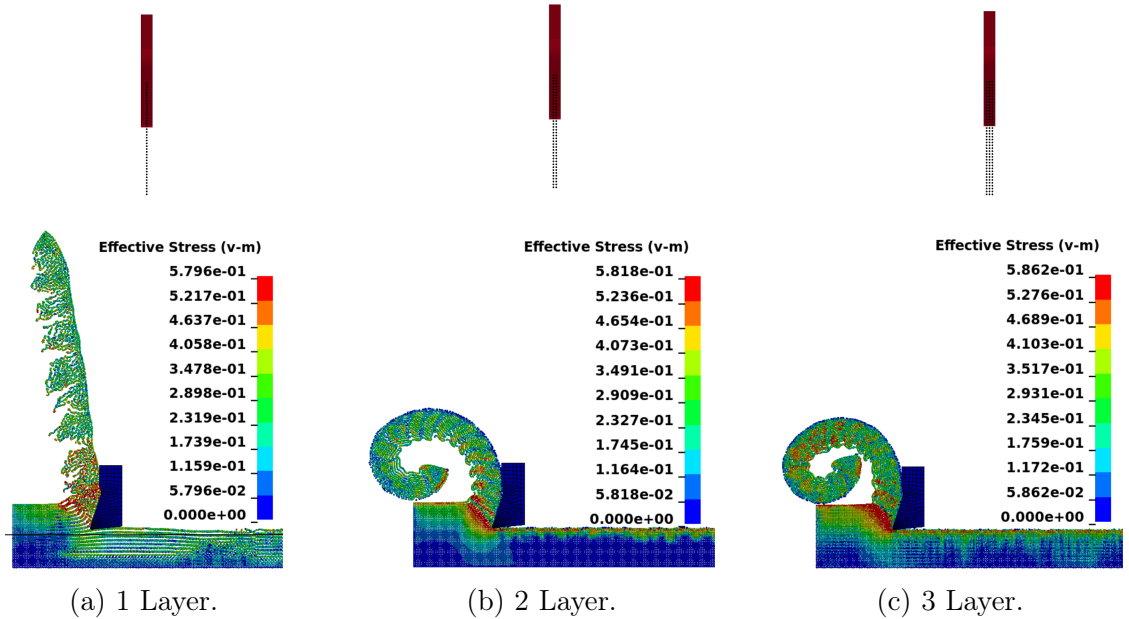 Effective Stress (v-m)
5.796e-01
5.217e-01
4.637e-01
4.058e-01
3.478e-01
2.898e-01
2.319e-01
1.739e-01
1.159e-01
5.796e-02
0.000e+00
(a) 1 Layer.
Effective Stress (v-m)
5.818e-01
5.236e-01
4.654e-01
4.073e-01
3.491e-01
2.909e-01
2.327e-01
1.745e-01
1.164e-01
5.818e-02
0.000e+00
(b) 2 Layer.
Effective Stress (v-m)
5.862e-01
5.276e-01
4.689e-01
4.103e-01
3.517e-01
2.931e-01
2.345e-01
1.759e-01
1.172e-01
5.862e-02
0.000e+00
(c) 3 Layer.